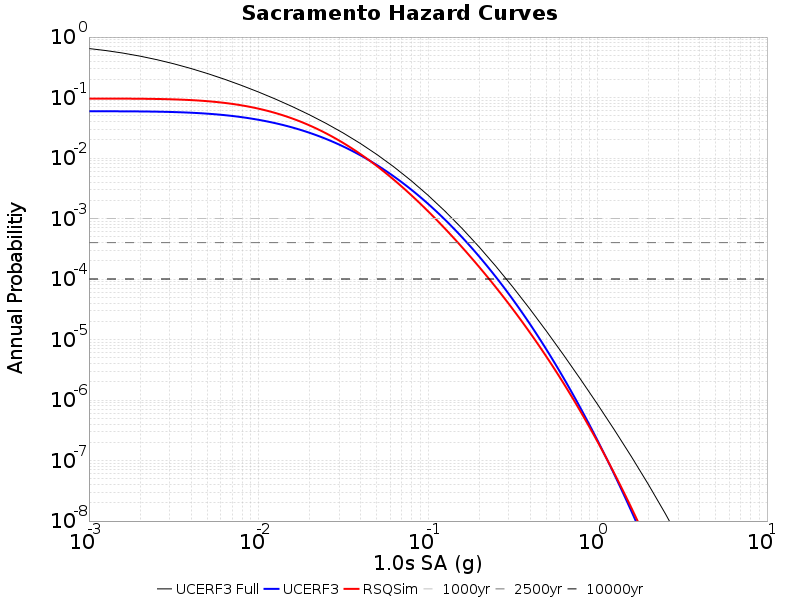 Sacramento Hazard Curves
Annual Probabilitiy
10^0
10^-1
10^-2
10^-3
10^-4
10^-5
10^-6
10^-7
10^-8
10^-3 10^-2 10^-1 10^0 10^1
1.0s SA (g)
UCERF3 Full UCERF3 RSQSim 1000yr 2500yr 10000yr